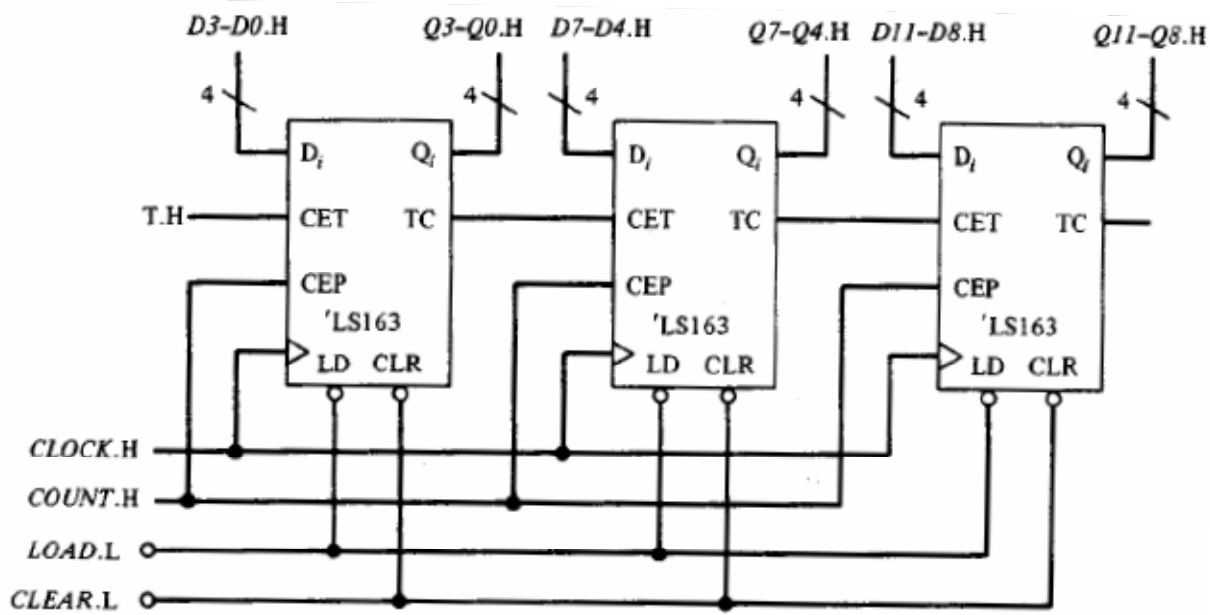 D3–D0.H Q3–Q0.H D7–D4.H Q7–Q4.H D11–D8.H Q11–Q8.H
4 4 4 4 4 4
Di Qi Di Qi Di Qi
T.H CET TC CET TC CET TC
CEP CEP CEP
'LS163 'LS163 'LS163
LD CLR LD CLR LD CLR
CLOCK.H
COUNT.H
LOAD.L
CLEAR.L